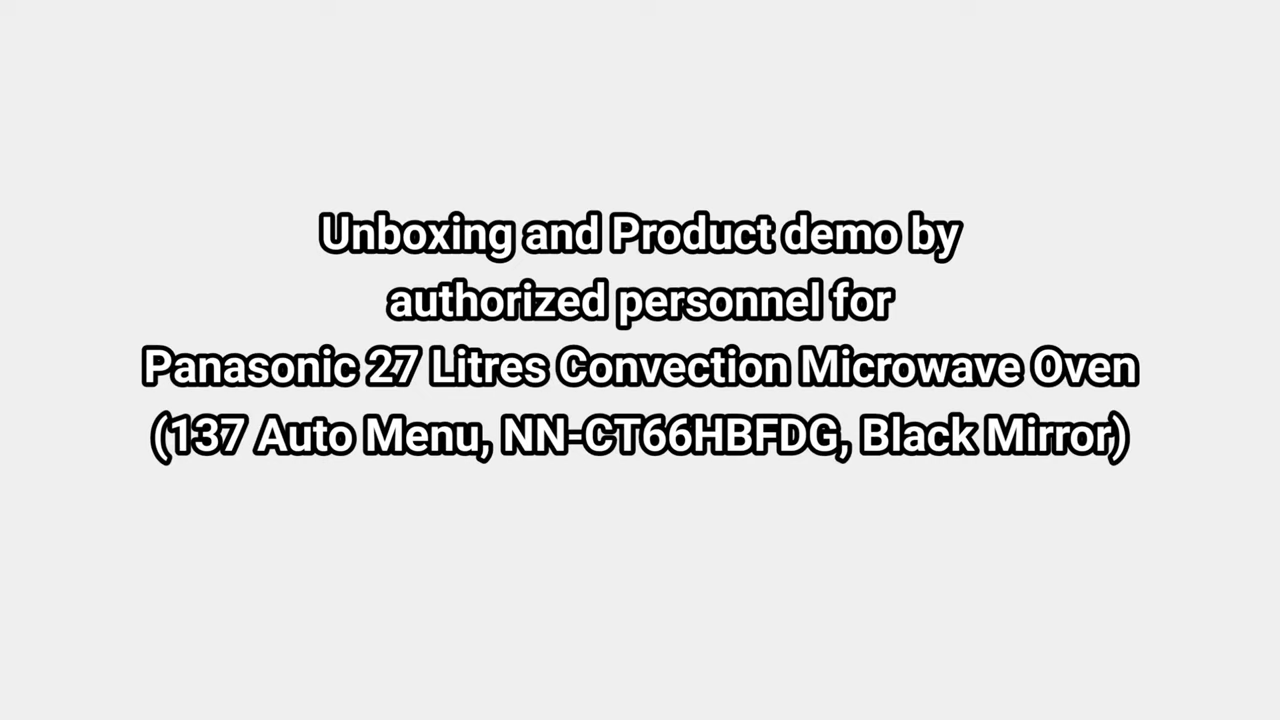 Unboxing and Product demo by
authorized personnel for
Panasonic 27 Litres Convection Microwave Oven
(137 Auto Menu, NN-CT66HBFDG, Black Mirror)